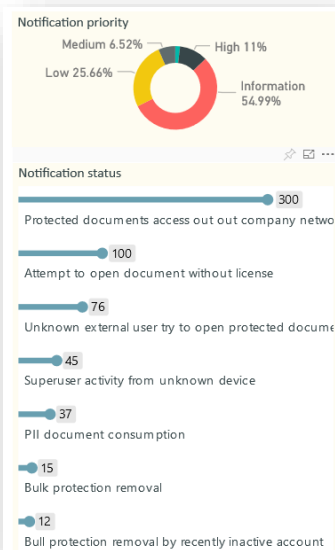 Notification priority
Medium 6.52%
High 11%
Low 25.66%
Information
54.99%
Notification status
300
Protected documents access out out company netwo
100
Attempt to open document without license
76
Unknown external user try to open protected docume
45
Superuser activity from unknown device
37
PII document consumption
15
Bulk protection removal
12
Bull protection removal by recently inactive account